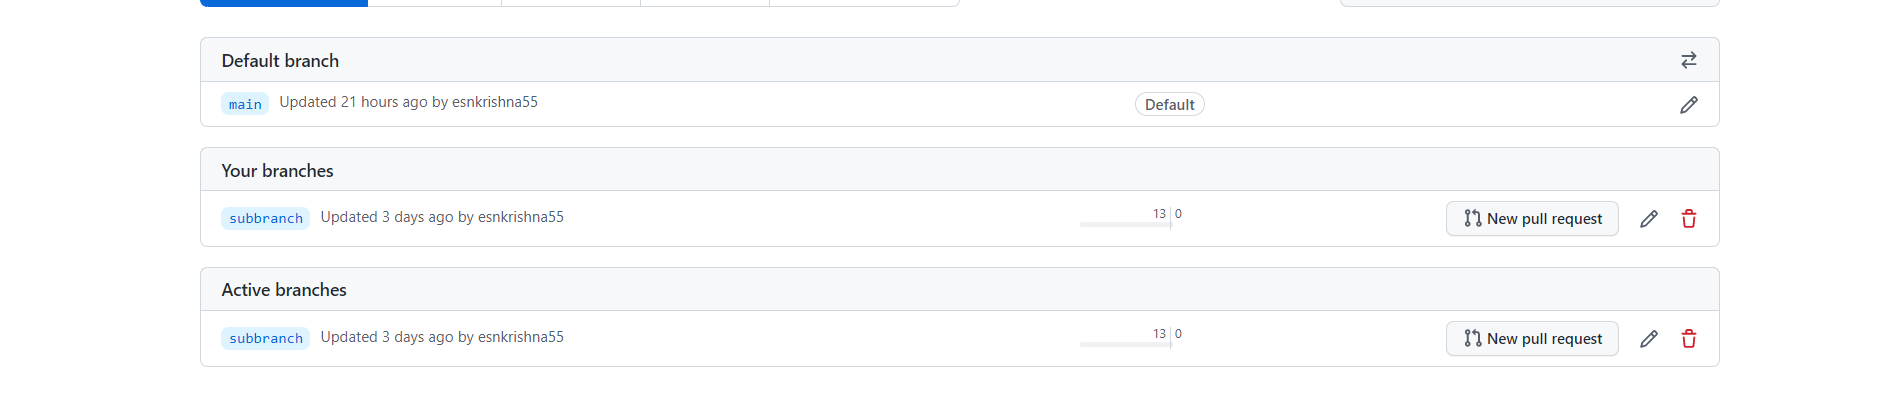 Default branch
main Updated 21 hours ago by esnkrishna55 Default
Your branches
subbranch Updated 3 days ago by esnkrishna55 13 0 New pull request
Active branches
subbranch Updated 3 days ago by esnkrishna55 13 0 New pull request